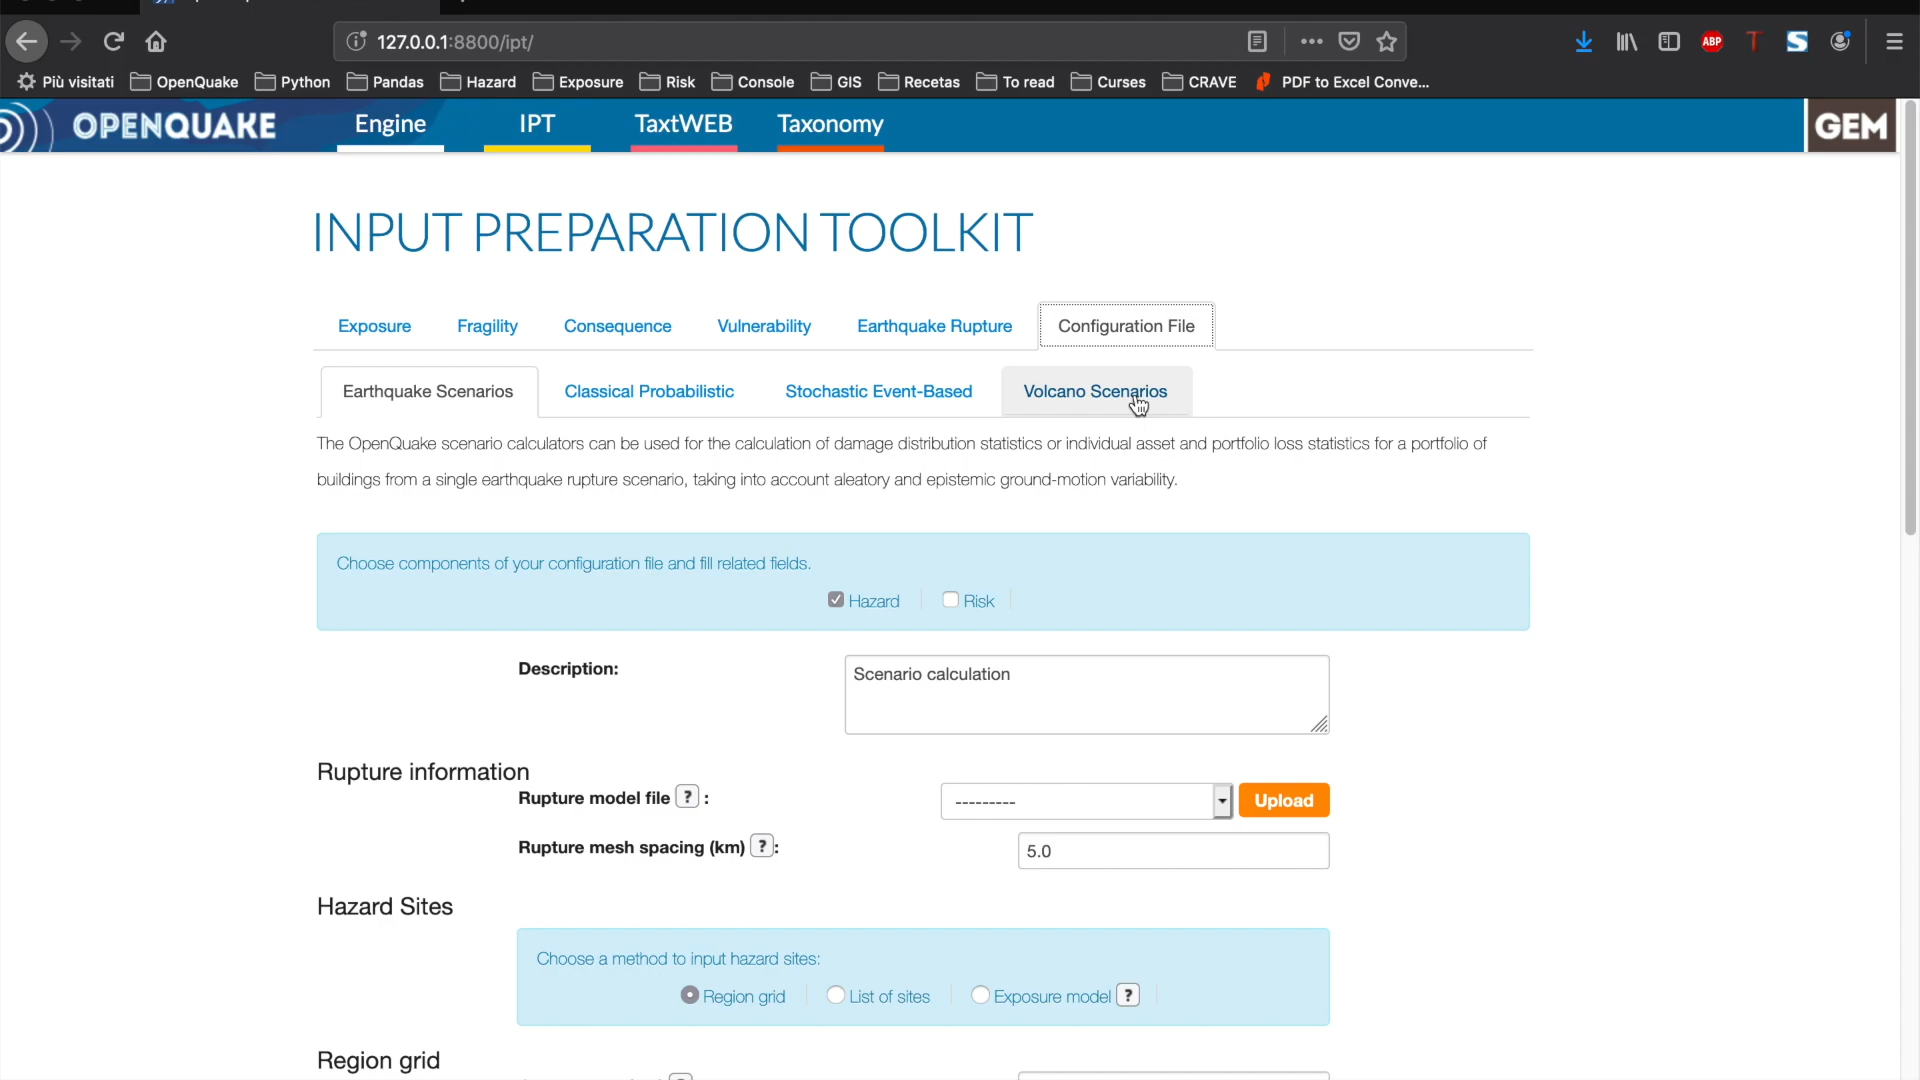 127.0.0.1:8800/ipt/
ABP
Più visitati OpenQuake Python Pandas Hazard Exposure Risk Console GIS Recetas To read Curses CRAVE PDF to Excel Conve...
OPENQUAKE Engine IPT TaxtWEB Taxonomy GEM
INPUT PREPARATION TOOLKIT
Exposure Fragility Consequence Vulnerability Earthquake Rupture Configuration File
Earthquake Scenarios Classical Probabilistic Stochastic Event-Based Volcano Scenarios
The OpenQuake scenario calculators can be used for the calculation of damage distribution statistics or individual asset and portfolio loss statistics for a portfolio of
buildings from a single earthquake rupture scenario, taking into account aleatory and epistemic ground-motion variability.
Choose components of your configuration file and fill related fields.
Hazard Risk
Description: Scenario calculation
Rupture information
Rupture model file ? : --------- Upload
Rupture mesh spacing (km) ? : 5.0
Hazard Sites
Choose a method to input hazard sites:
Region grid List of sites Exposure model ?
Region grid